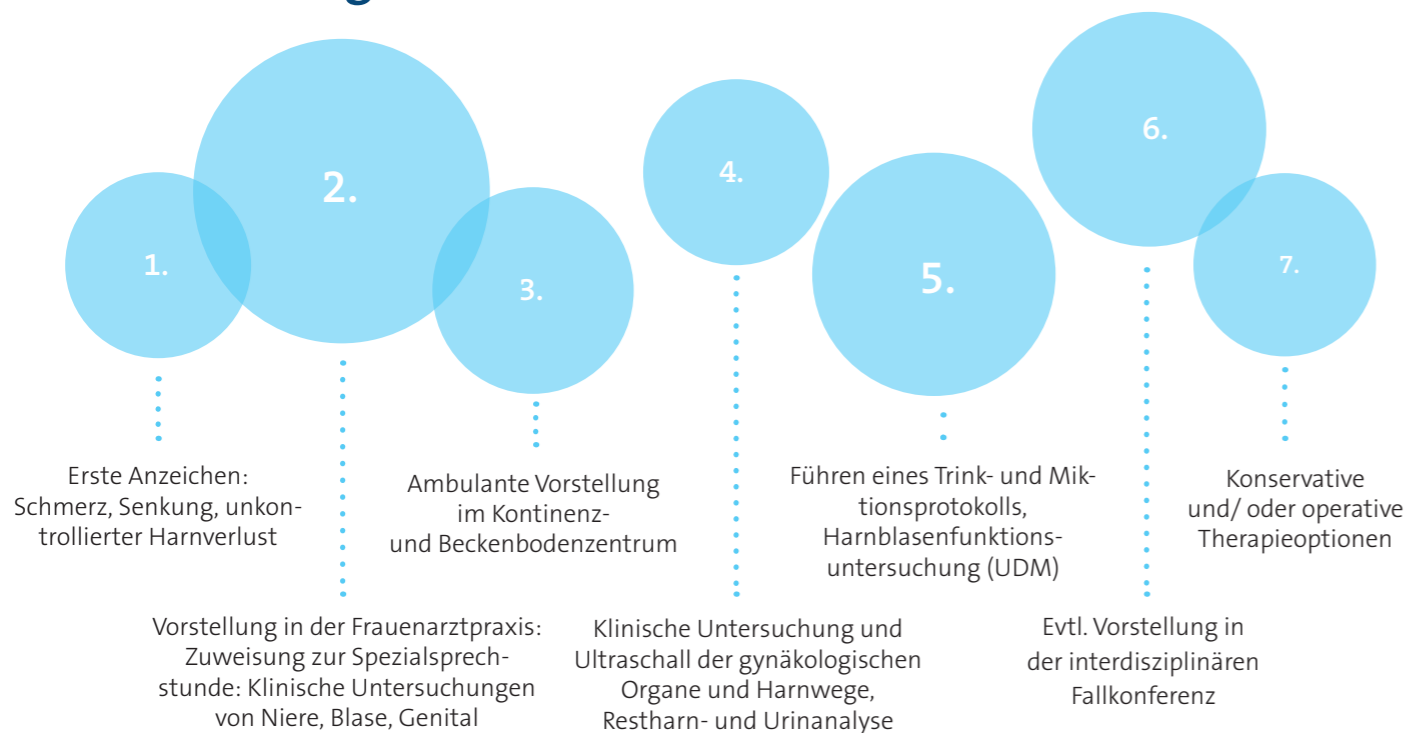 1.
2.
3.
4.
5.
6.
7.
Erste Anzeichen:
Schmerz, Senkung, unkon-
trollierter Harnverlust
Vorstellung in der Frauenarztpraxis:
Zuweisung zur Spezialsprech-
stunde: Klinische Untersuchungen
von Niere, Blase, Genital
Ambulante Vorstellung
im Kontinenz-
und Beckenbodenzentrum
Klinische Untersuchung und
Ultraschall der gynäkologischen
Organe und Harnwege,
Restharn- und Urinanalyse
Führen eines Trink- und Mik-
tionsprotokolls,
Harnblasenfunktions-
untersuchung (UDM)
Evtl. Vorstellung in
der interdisziplinären
Fallkonferenz
Konservative
und/ oder operative
Therapieoptionen